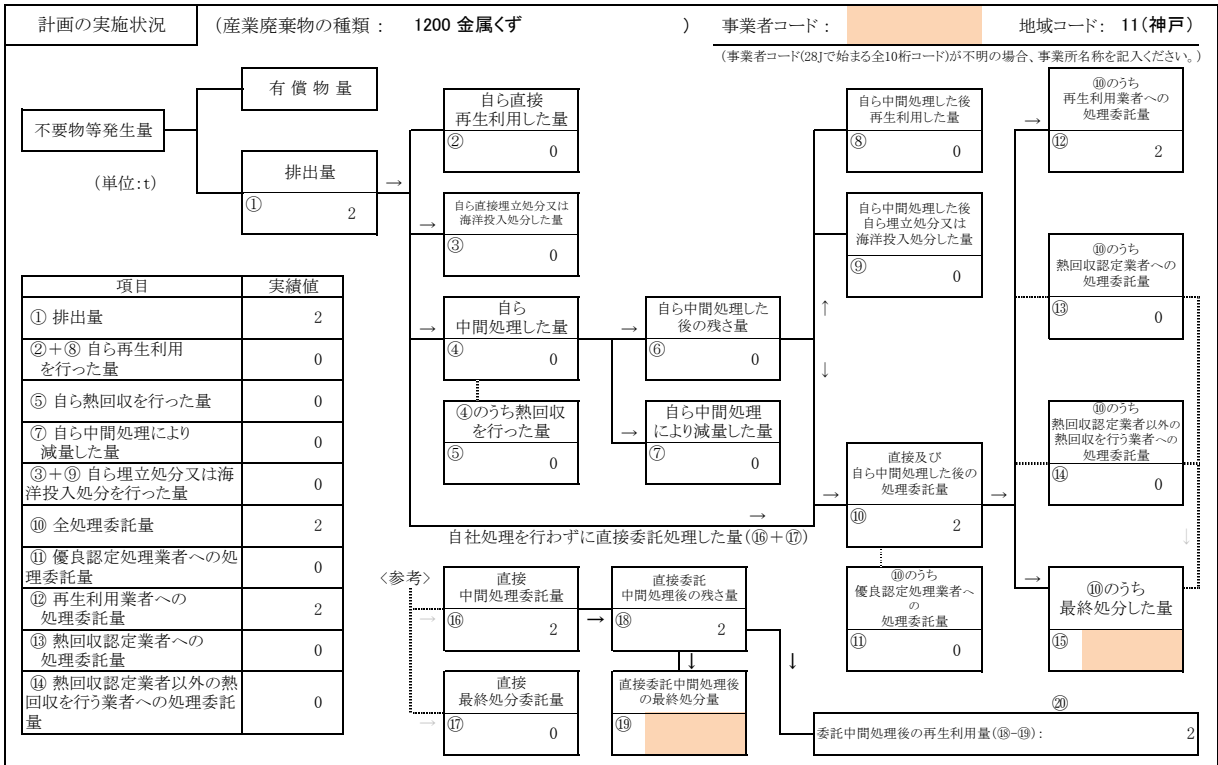 計画の実施状況
(産業廃棄物の種類： 1200 金属くず )
事業者コード：
地域コード： 11(神戸)
(事業者コード(28Jで始まる全10桁コード)が不明の場合、事業所名称を記入ください。)
不要物等発生量
(単位:t)
有 償 物 量
排出量
① 2
→
自ら直接
再生利用した量
② 0
→
自ら直接埋立処分又は
海洋投入処分した量
③ 0
→
自ら
中間処理した量
④ 0
④のうち熱回収
を行った量
⑤ 0
→
自ら中間処理した
後の残さ量
⑥ 0
→
自ら中間処理
により減量した量
⑦ 0
自ら中間処理した後
再生利用した量
⑧ 0
自ら中間処理した後
自ら埋立処分又は
海洋投入処分した量
⑨ 0
↑
↓
→
直接及び
自ら中間処理した後の
処理委託量
⑩ 2
→
⑩のうち
優良認定処理業者へ
の
処理委託量
⑪ 0
→
⑩のうち
再生利用業者への
処理委託量
⑫ 2
⑩のうち
熱回収認定業者への
処理委託量
⑬ 0
⑩のうち
熱回収認定業者以外の
熱回収を行う業者への
処理委託量
⑭ 0
↓
→
⑩のうち
最終処分した量
⑮
→
自社処理を行わずに直接委託処理した量(⑯＋⑰)
〈参考〉
→
直接
中間処理委託量
⑯ 2
→
直接委託
中間処理後の残さ量
⑱ 2
→
直接
最終処分委託量
⑰ 0
↓
直接委託中間処理後
の最終処分量
⑲
↓
⑳
委託中間処理後の再生利用量(⑱-⑲)： 2
項目 実績値
① 排出量 2
②＋⑧ 自ら再生利用
を行った量 0
⑤ 自ら熱回収を行った量 0
⑦ 自ら中間処理により
減量した量 0
③＋⑨ 自ら埋立処分又は海
洋投入処分を行った量 0
⑩ 全処理委託量 2
⑪ 優良認定処理業者への処
理委託量 0
⑫ 再生利用業者への
処理委託量 2
⑬ 熱回収認定業者への
処理委託量 0
⑭ 熱回収認定業者以外の熱
回収を行う業者への処理委託
量 0